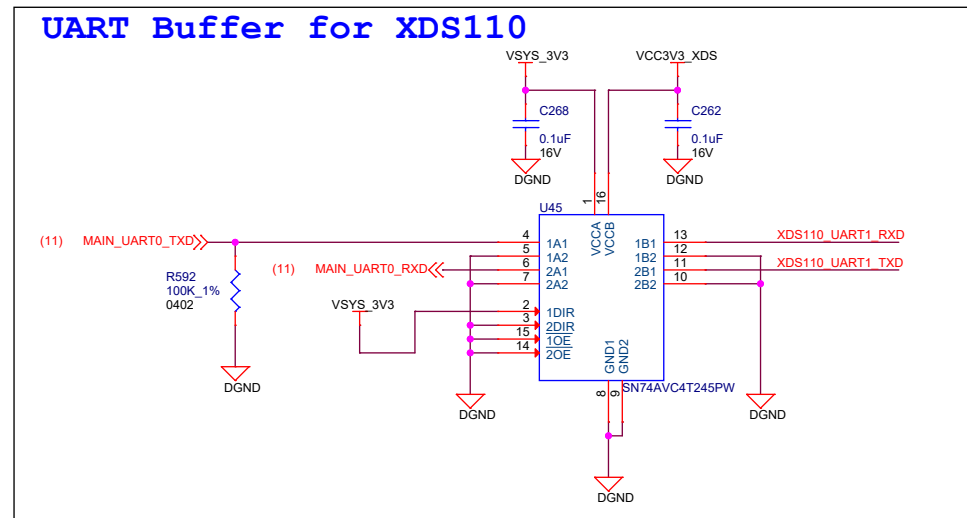 UART Buffer for XDS110
VSYS_3V3
VCC3V3_XDS
C268
0.1uF
16V
DGND
C262
0.1uF
16V
DGND
U45
1
16
VCCA
VCCB
(11) MAIN_UART0_TXD
4
1A1
5
1A2
(11) MAIN_UART0_RXD
6
2A1
7
2A2
1B1
13
XDS110_UART1_RXD
1B2
12
2B1
11
XDS110_UART1_TXD
2B2
10
R592
100K_1%
0402
VSYS_3V3
2
1DIR
3
2DIR
15
1OE
14
2OE
GND1
GND2
8
9
SN74AVC4T245PW
DGND
DGND
DGND
DGND